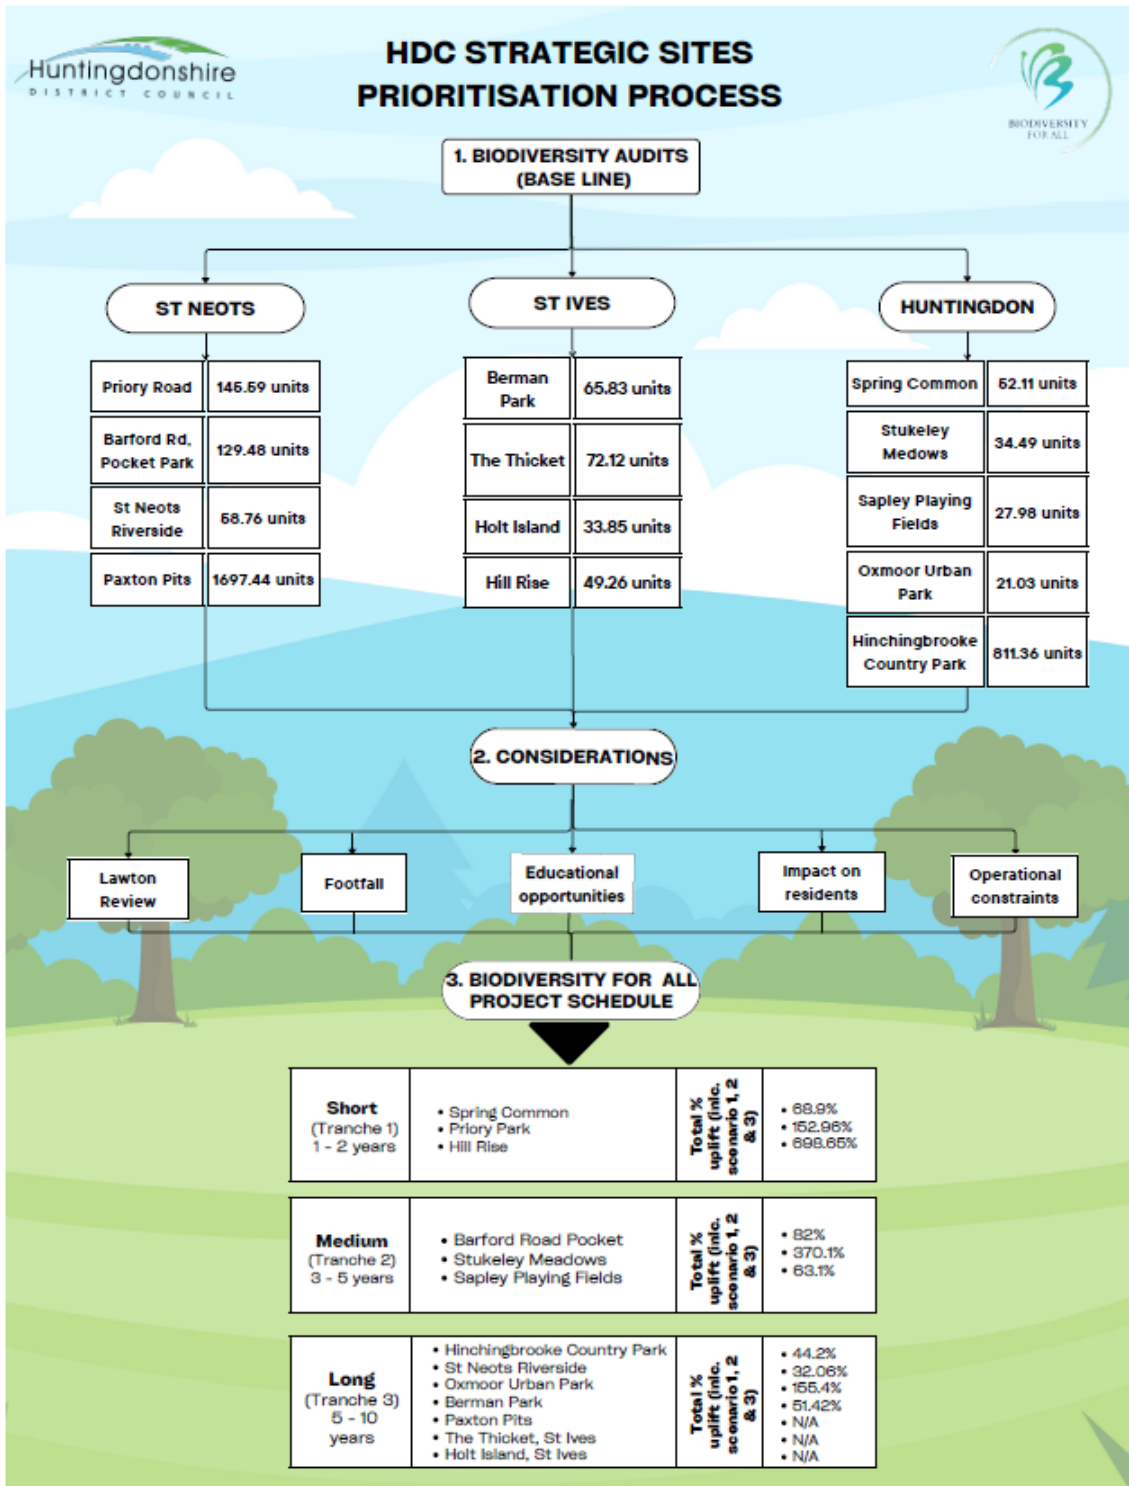 Huntingdonshire
DISTRICT COUNCIL
HDC STRATEGIC SITES
PRIORITISATION PROCESS
BIODIVERSITY
FOR ALL
1. BIODIVERSITY AUDITS
(BASE LINE)
ST NEOTS
Priory Road 145.59 units
Barford Rd,
Pocket Park
129.48 units
St Neots
Riverside
58.76 units
Paxton Pits 1697.44 units
ST IVES
Berman
Park
65.83 units
The Thicket 72.12 units
Holt Island 33.85 units
Hill Rise 49.26 units
HUNTINGDON
Spring Common 52.11 units
Stukeley
Medows
34.49 units
Sapley Playing
Fields
27.98 units
Oxmoor Urban
Park
21.03 units
Hinchingbrooke
Country Park
811.36 units
2. CONSIDERATIONS
Lawton
Review
Footfall
Educational
opportunities
Impact on
residents
Operational
constraints
3. BIODIVERSITY FOR ALL
PROJECT SCHEDULE
Short
(Tranche 1)
1 - 2 years
• Spring Common
• Priory Park
• Hill Rise
Total %
uplift (inlc.
scenario 1, 2
& 3)
• 68.9%
• 152.96%
• 698.65%
Medium
(Tranche 2)
3 - 5 years
• Barford Road Pocket
• Stukeley Meadows
• Sapley Playing Fields
Total %
uplift (inlc.
scenario 1, 2
& 3)
• 82%
• 370.1%
• 63.1%
Long
(Tranche 3)
5 - 10
years
• Hinchingbrooke Country Park
• St Neots Riverside
• Oxmoor Urban Park
• Berman Park
• Paxton Pits
• The Thicket, St Ives
• Holt Island, St Ives
Total %
uplift (inlc.
scenario 1, 2
& 3)
• 44.2%
• 32.06%
• 155.4%
• 51.42%
• N/A
• N/A
• N/A